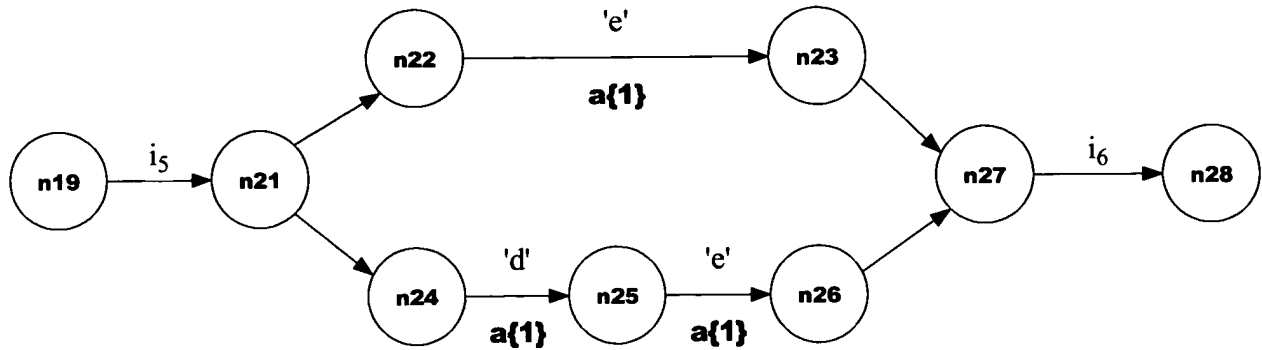 'e'
n22
n23
a{1}
i5
i6
n19
n21
n27
n28
'd'
'e'
n24
n25
n26
a{1}
a{1}